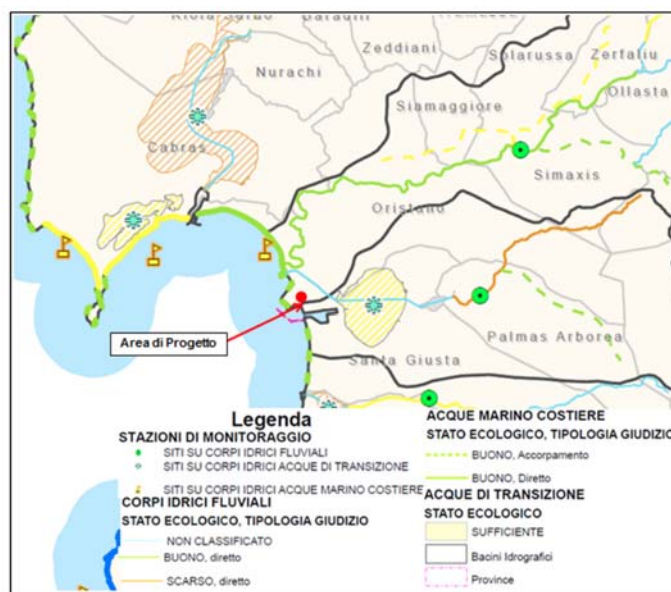 Nurachi
Zeddiani
Solarussa
Zerfaliu
Ollasta
Siamaggiore
Cabras
Simaxis
Oristano
Area di Progetto
Palmas Arborea
Santa Giusta
Legenda
STAZIONI DI MONITORAGGIO
SITI SU CORPI IDRICI FLUVIALI
SITI SU CORPI IDRICI ACQUE DI TRANSIZIONE
SITI SU CORPI IDRICI ACQUE MARINO COSTIERE
CORPI IDRICI FLUVIALI
STATO ECOLOGICO, TIPOLOGIA GIUDIZIO
NON CLASSIFICATO
BUONO, diretto
SCARSO, diretto
ACQUE MARINO COSTIERE
STATO ECOLOGICO, TIPOLOGIA GIUDIZIO
BUONO, Accorpamento
BUONO, Diretto
ACQUE DI TRANSIZIONE
STATO ECOLOGICO
SUFFICIENTE
Bacini Idrografici
Province